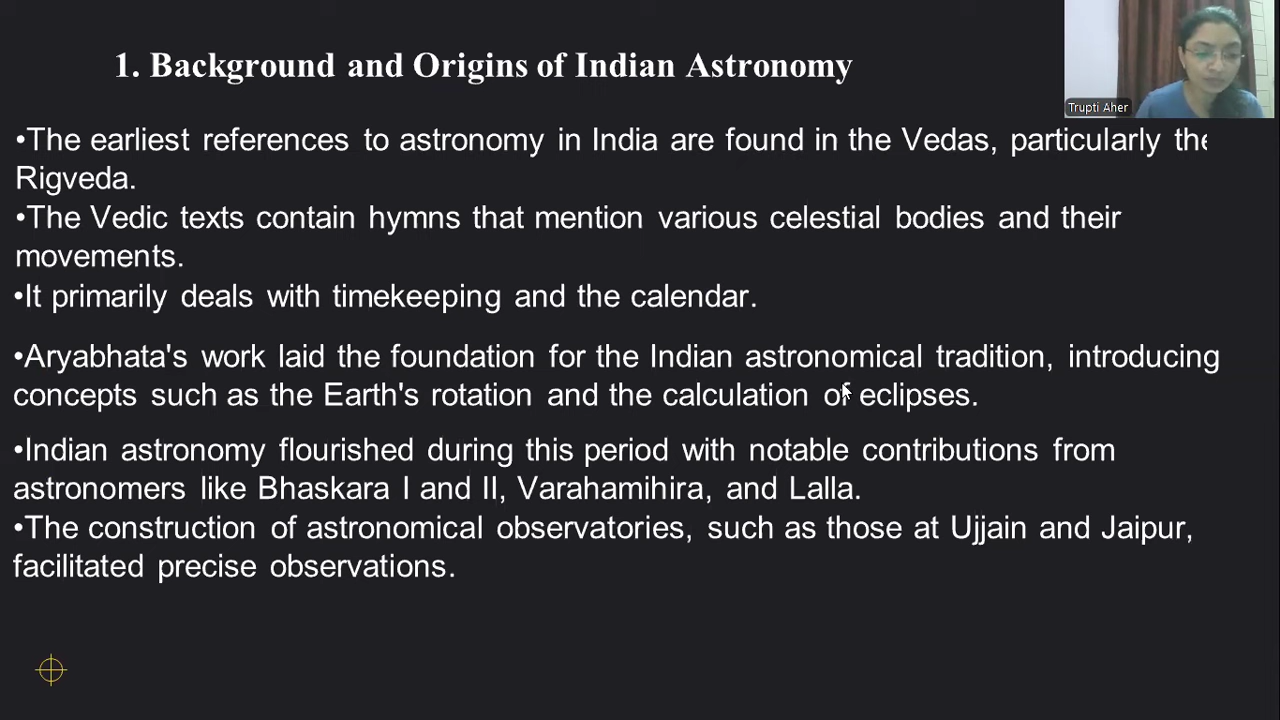 1. Background and Origins of Indian Astronomy
Trupti Aher
•The earliest references to astronomy in India are found in the Vedas, particularly the
Rigveda.
•The Vedic texts contain hymns that mention various celestial bodies and their
movements.
•It primarily deals with timekeeping and the calendar.
•Aryabhata's work laid the foundation for the Indian astronomical tradition, introducing
concepts such as the Earth's rotation and the calculation of eclipses.
•Indian astronomy flourished during this period with notable contributions from
astronomers like Bhaskara I and II, Varahamihira, and Lalla.
•The construction of astronomical observatories, such as those at Ujjain and Jaipur,
facilitated precise observations.